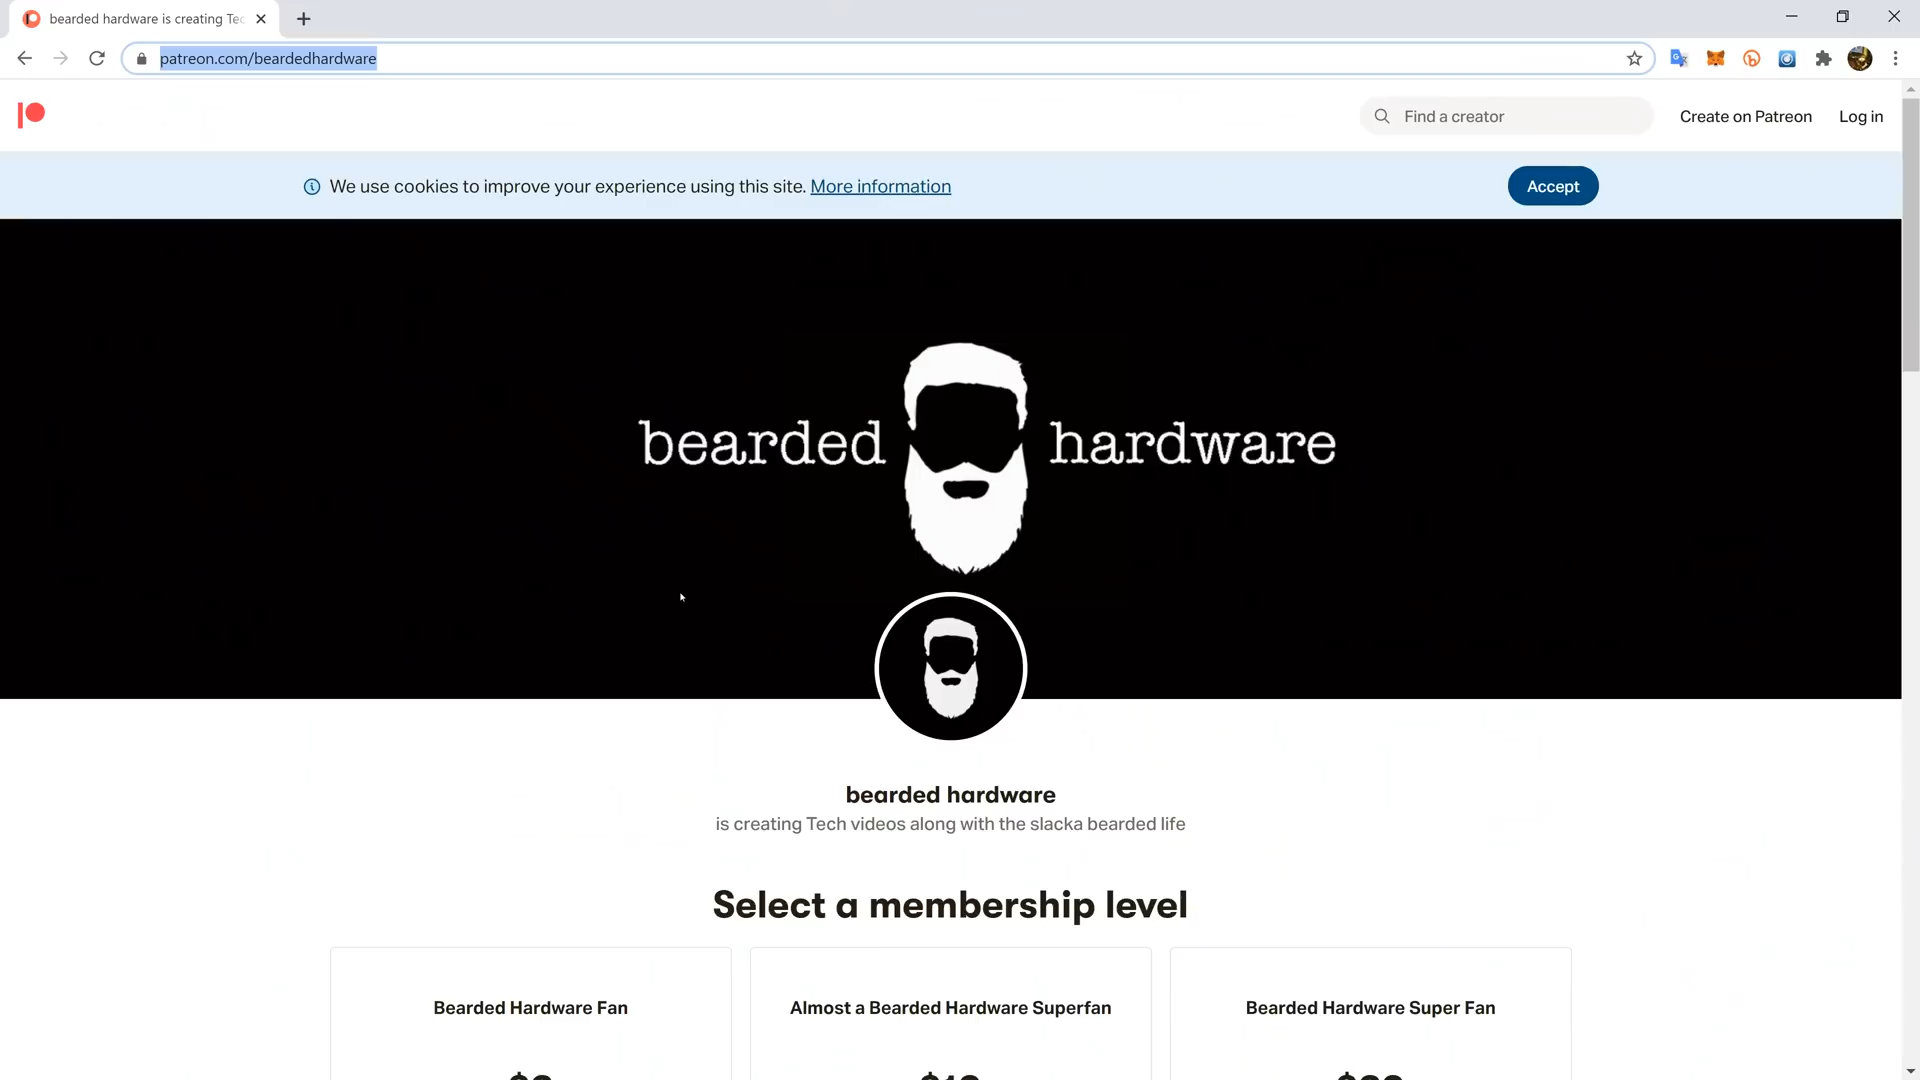 bearded hardware is creating Tec
patreon.com/beardedhardware
Find a creator
Create on Patreon
Log in
We use cookies to improve your experience using this site. More information
Accept
bearded hardware
bearded hardware
is creating Tech videos along with the slacka bearded life
Select a membership level
Bearded Hardware Fan
Almost a Bearded Hardware Superfan
Bearded Hardware Super Fan